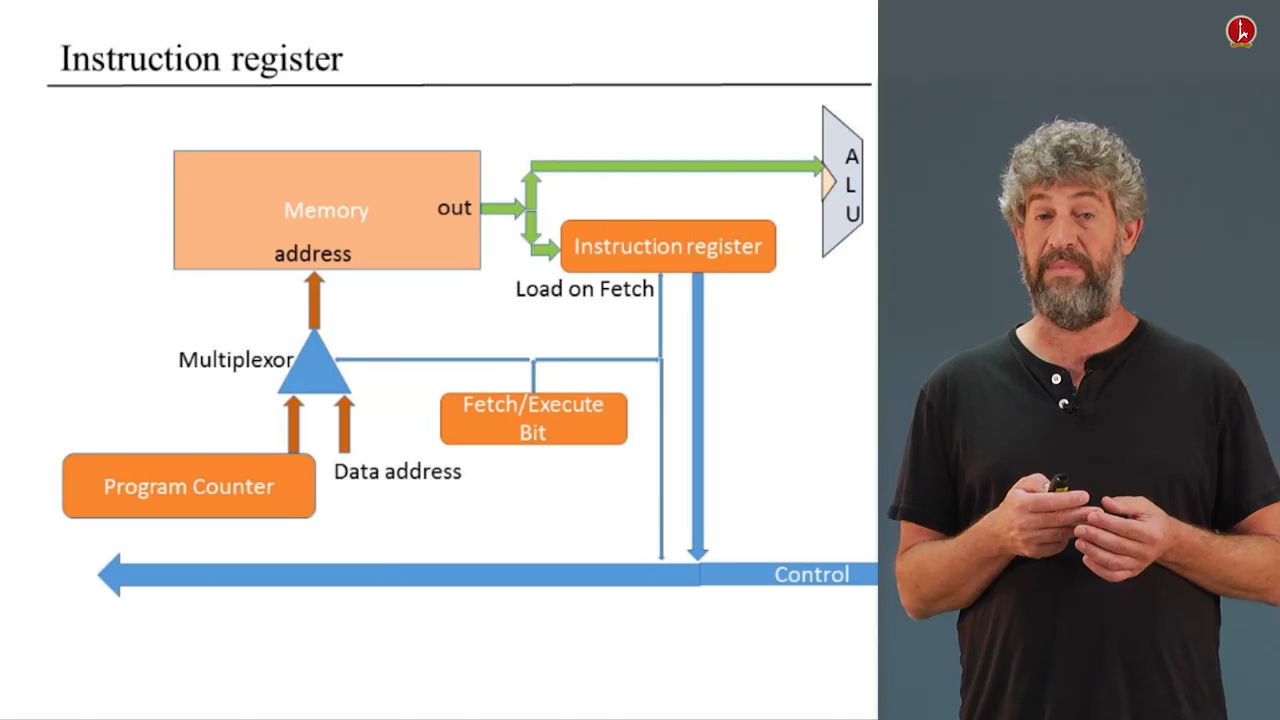 Instruction register
Memory
out
address
A
L
U
Instruction register
Load on Fetch
Multiplexor
Fetch/Execute
Bit
Data address
Program Counter
Control